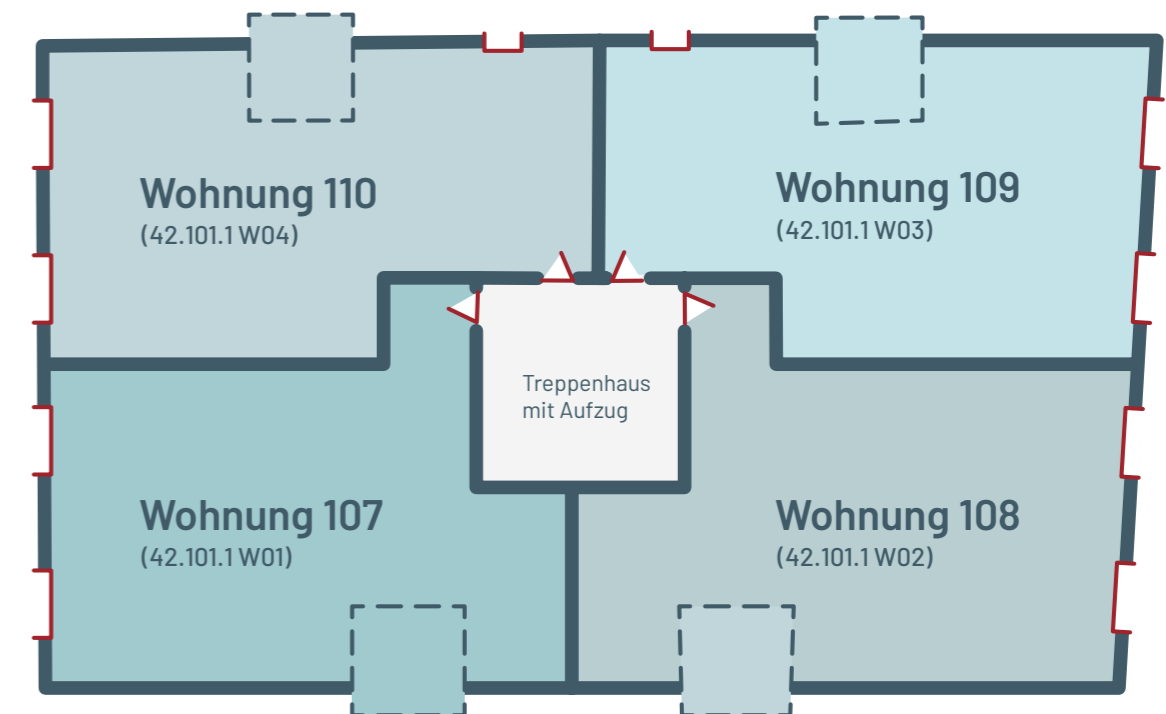 Wohnung 110
(42.101.1 W04)
Wohnung 109
(42.101.1 W03)
Treppenhaus
mit Aufzug
Wohnung 107
(42.101.1 W01)
Wohnung 108
(42.101.1 W02)